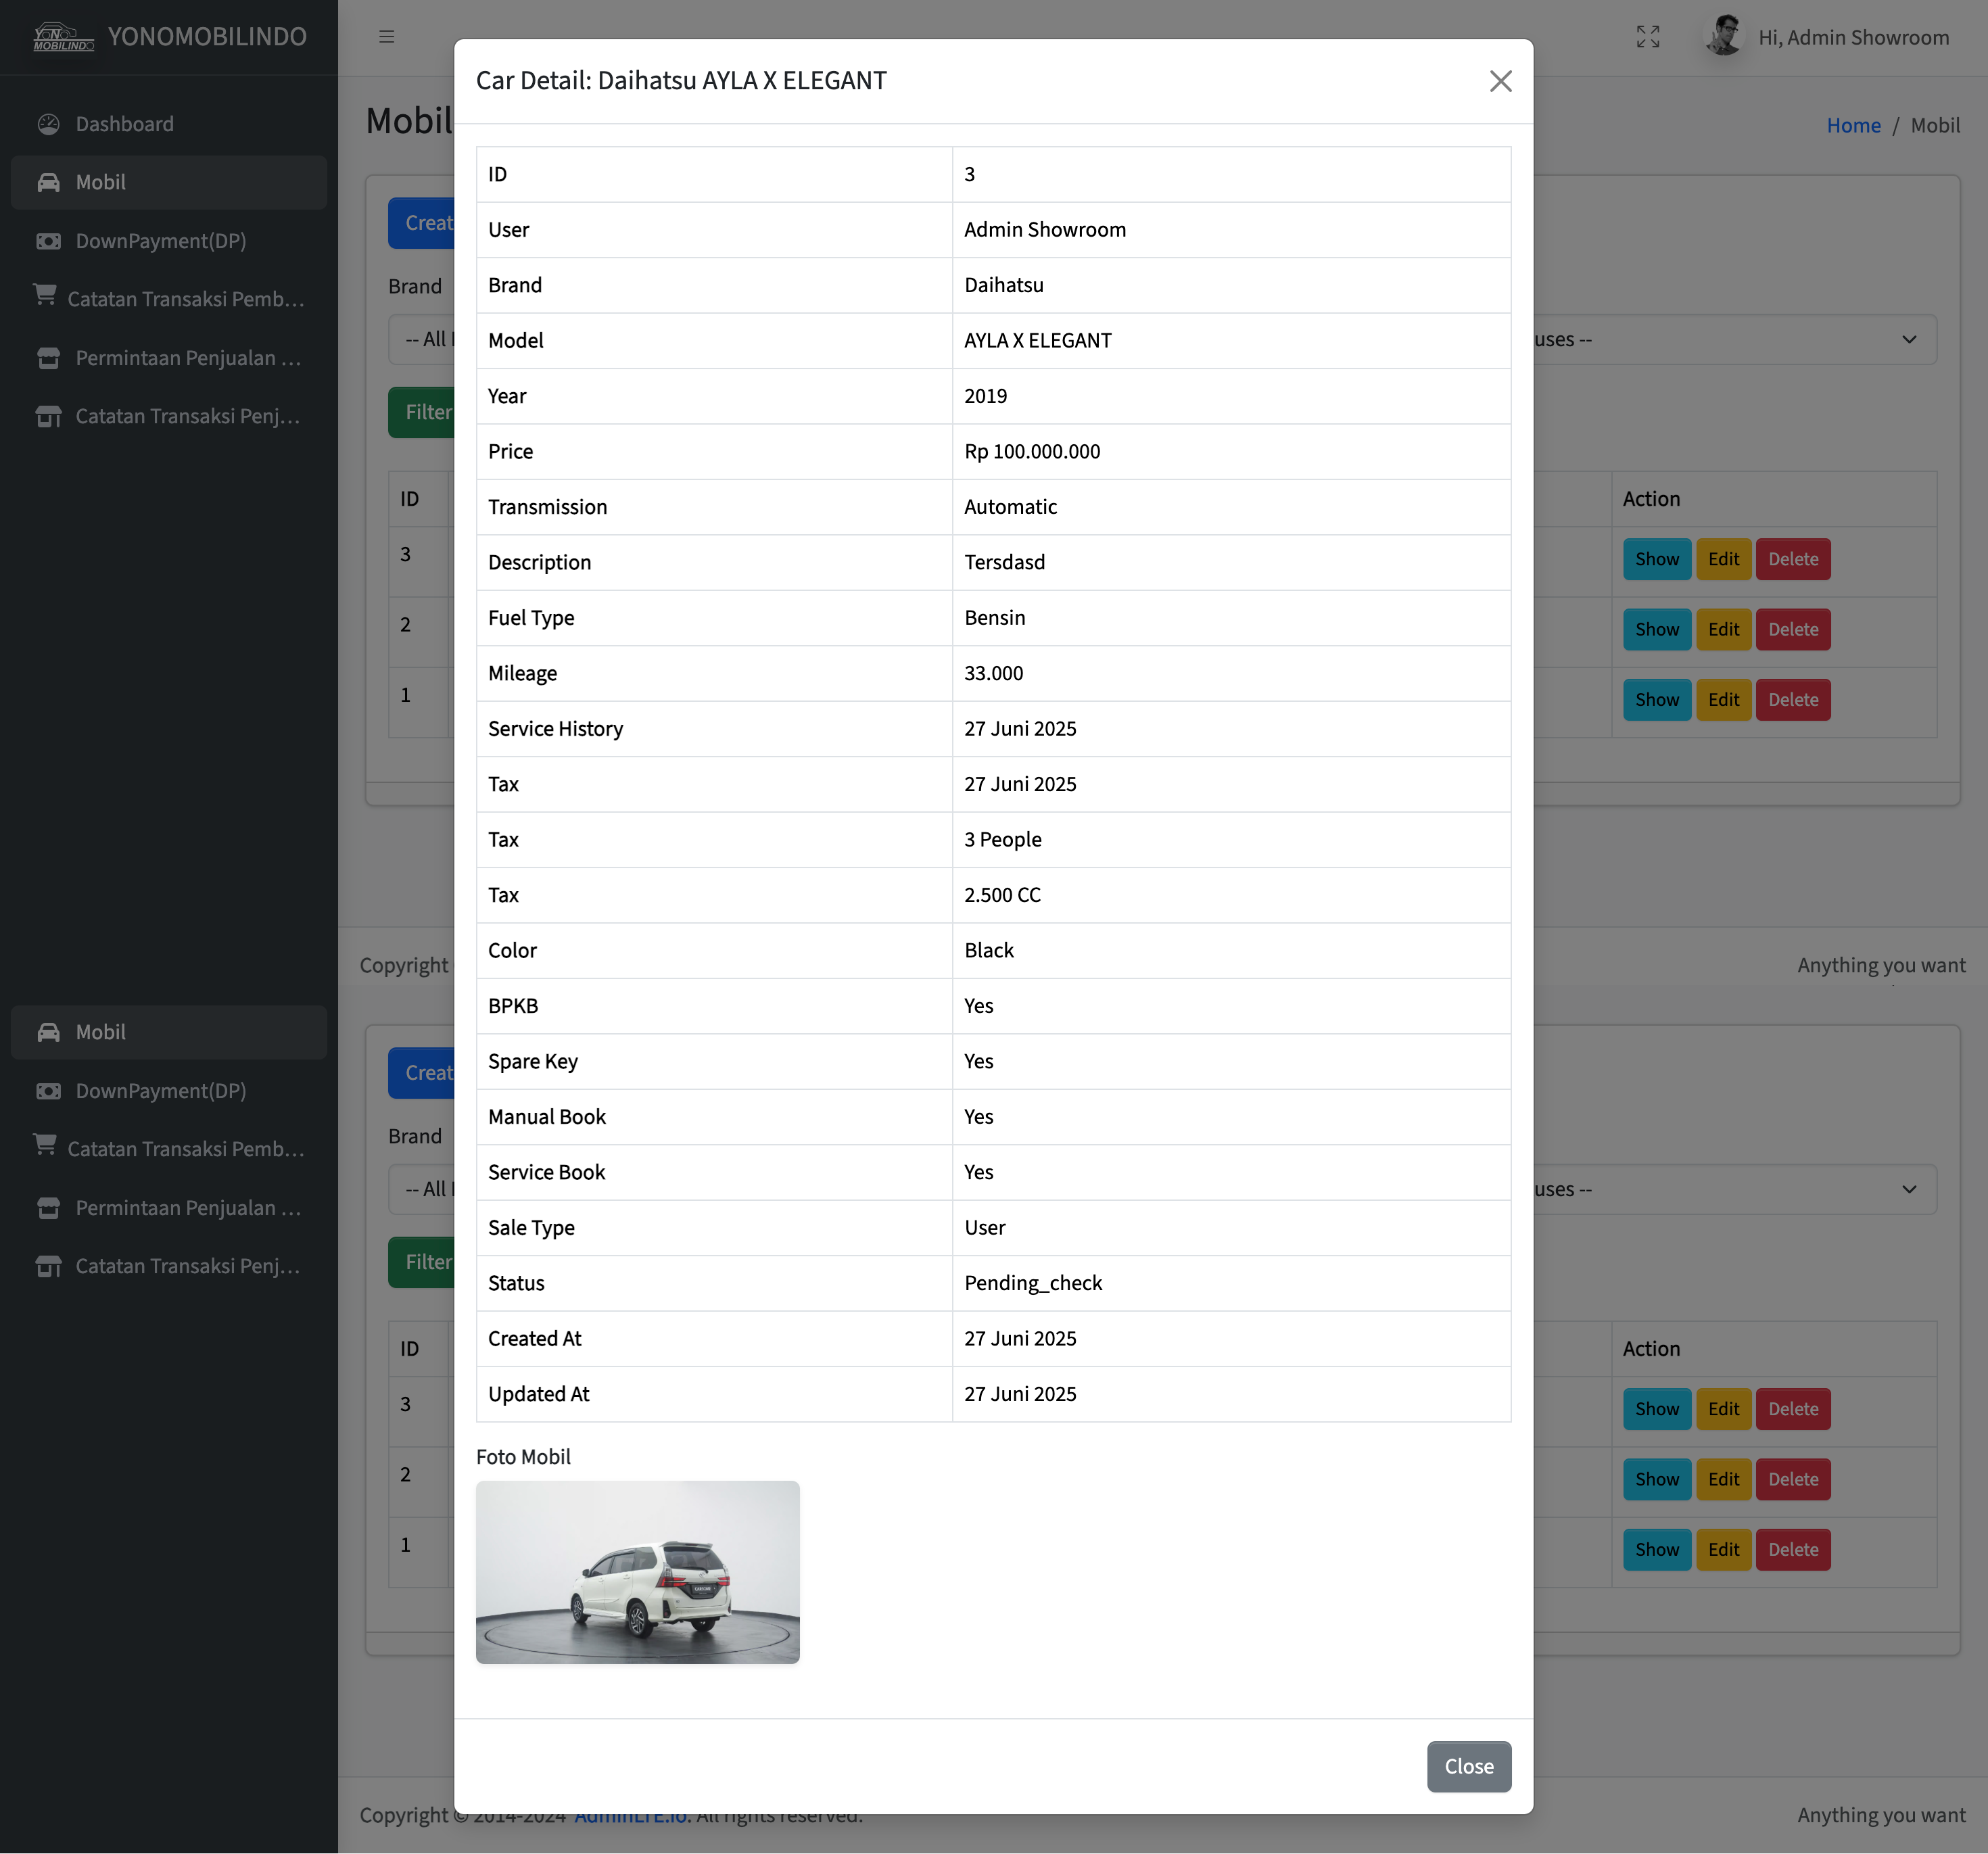 YONO
MOBILINDO
YONOMOBILINDO
Hi, Admin Showroom
Dashboard
Mobil
DownPayment(DP)
Catatan Transaksi Pemb...
Permintaan Penjualan ...
Catatan Transaksi Penj...
Mobil
Home / Mobil
Creat
Brand
-- All
uses --
Filter
ID
Action
3
Show Edit Delete
2
Show Edit Delete
1
Show Edit Delete
Copyright
Anything you want
Car Detail: Daihatsu AYLA X ELEGANT
ID 3
User Admin Showroom
Brand Daihatsu
Model AYLA X ELEGANT
Year 2019
Price Rp 100.000.000
Transmission Automatic
Description Tersdasd
Fuel Type Bensin
Mileage 33.000
Service History 27 Juni 2025
Tax 27 Juni 2025
Tax 3 People
Tax 2.500 CC
Color Black
BPKB Yes
Spare Key Yes
Manual Book Yes
Service Book Yes
Sale Type User
Status Pending_check
Created At 27 Juni 2025
Updated At 27 Juni 2025
Foto Mobil
Close
Mobil
DownPayment(DP)
Catatan Transaksi Pemb...
Permintaan Penjualan ...
Catatan Transaksi Penj...
Creat
Brand
-- All
uses --
Filter
ID
Action
3
Show Edit Delete
2
Show Edit Delete
1
Show Edit Delete
Copyright © 2014-2024 AdminLTE.io. All rights reserved.
Anything you want